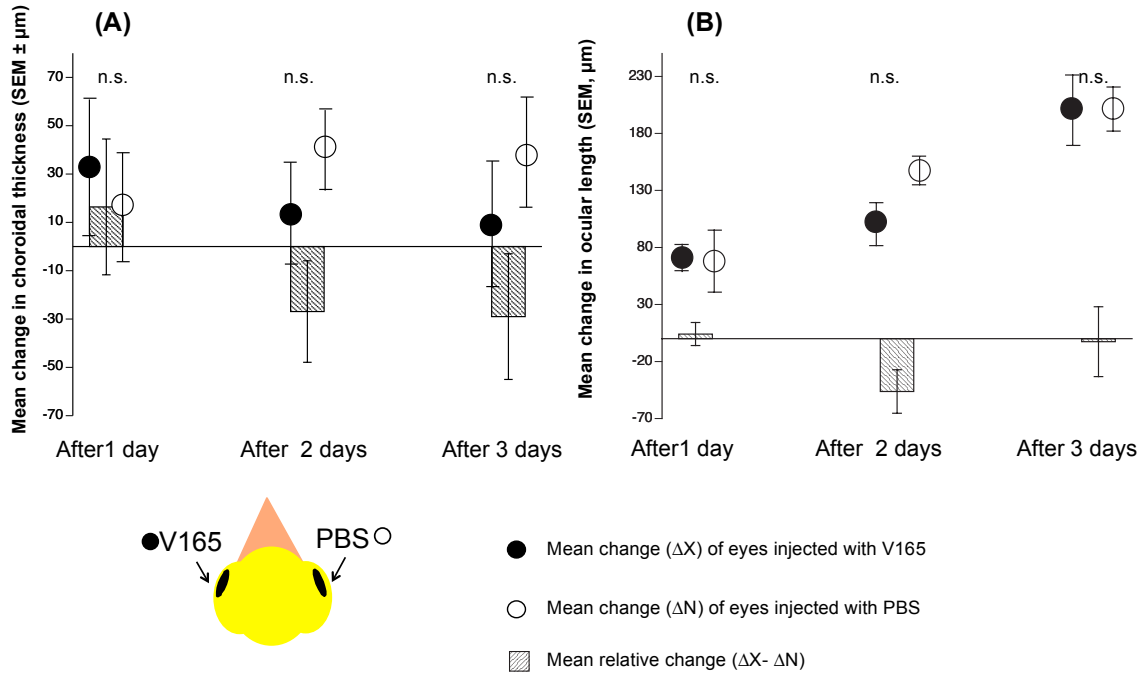 (A)
Mean change in choroidal thickness (SEM ± µm)
70
50
30
10
-10
-30
-50
-70
n.s.
n.s.
n.s.
After1 day
After 2 days
After 3 days
(B)
Mean change in ocular length (SEM, µm)
230
180
130
80
30
-20
-70
n.s.
n.s.
n.s.
After1 day
After 2 days
After 3 days
V165
PBS
Mean change (ΔX) of eyes injected with V165
Mean change (ΔN) of eyes injected with PBS
Mean relative change (ΔX- ΔN)